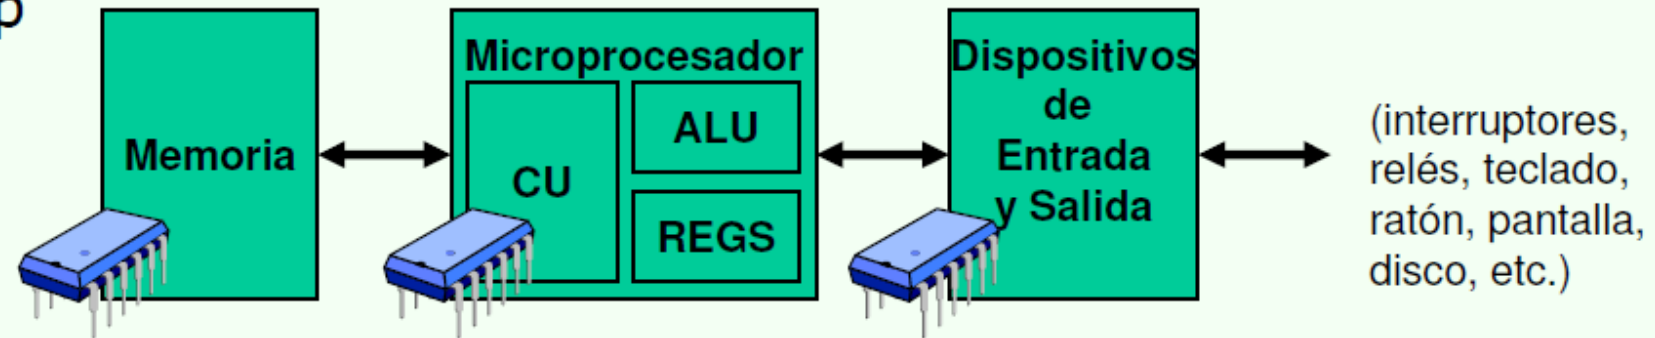 p
Memoria
Microprocesador
CU
ALU
REGS
Dispositivos
de
Entrada
y Salida
(interruptores,
relés, teclado,
ratón, pantalla,
disco, etc.)